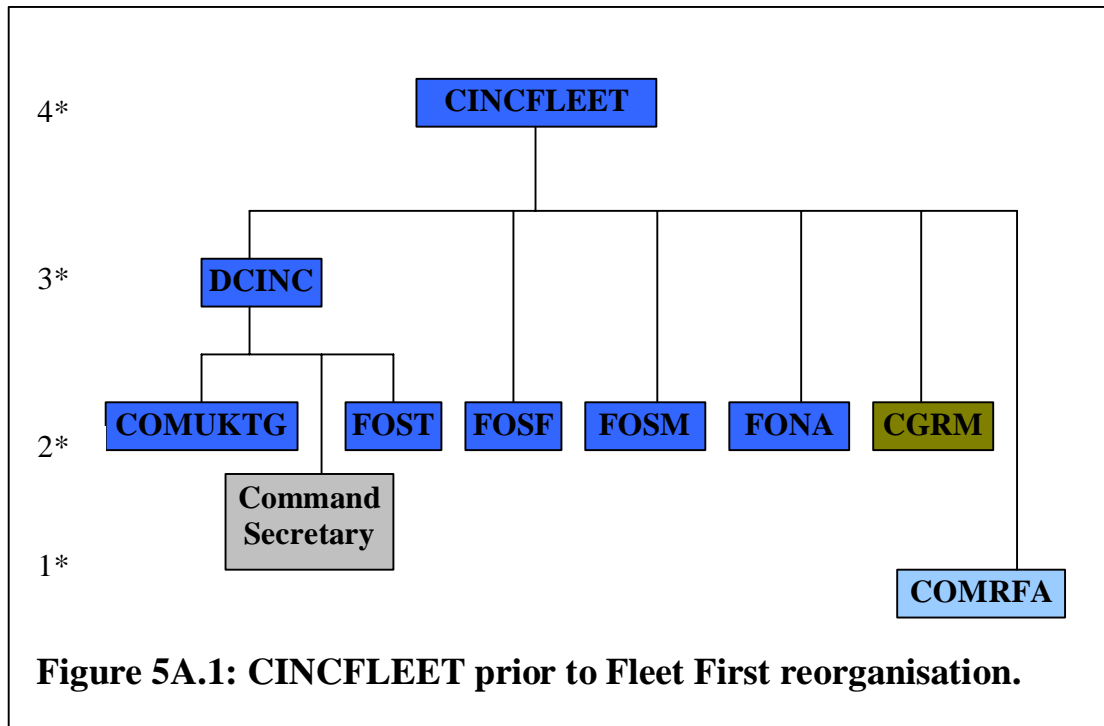 4*
CINCFLEET
3*
DCINC
COMUKTG
FOST
FOSF
FOSM
FONA
CGRM
2*
Command
Secretary
1*
COMRFA
Figure 5A.1: CINCFLEET prior to Fleet First reorganisation.